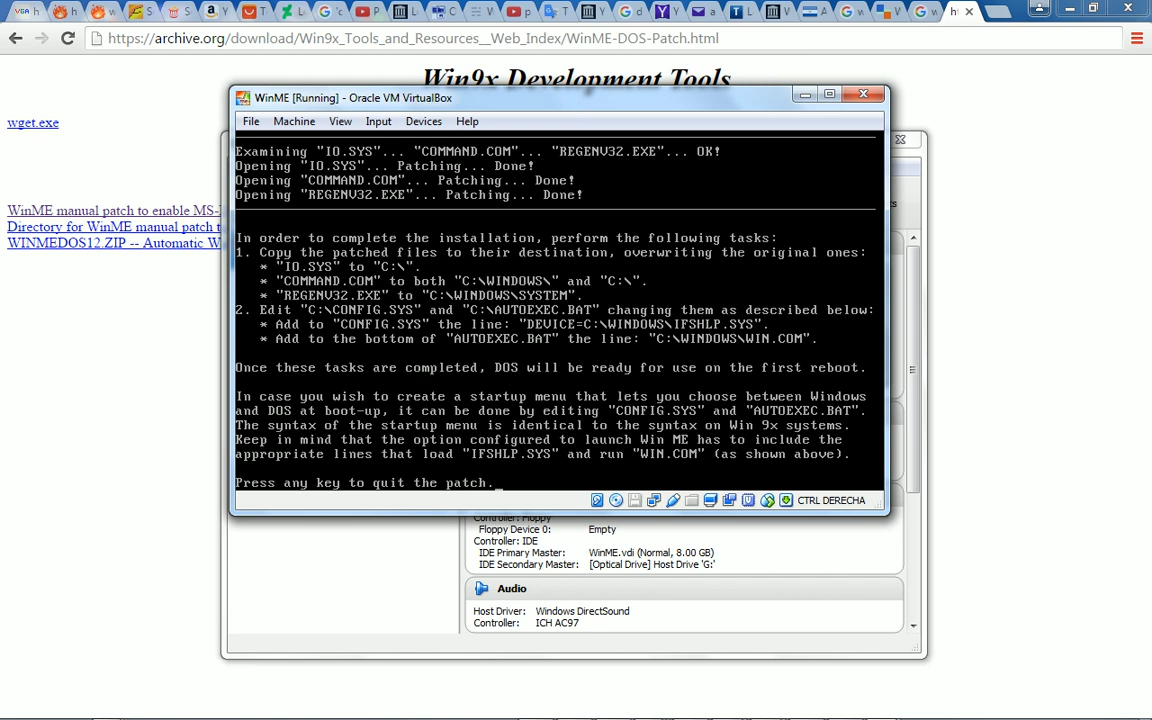 VGA h
h
v
S
S
Y
T
L
'c
P
L
C
V
p
T
Y
d
Y
a
L
V
A
v
V
w
h
https://archive.org/download/Win9x_Tools_and_Resources__Web_Index/WinME-DOS-Patch.html
Win9x Development Tools
wget.exe
WinME manual patch to enable MS-
Directory for WinME manual patch t
WINMEDOS12.ZIP -- Automatic W
WinME [Running] - Oracle VM VirtualBox
File Machine View Input Devices Help
Examining "IO.SYS"... "COMMAND.COM"... "REGENV32.EXE"... OK!
Opening "IO.SYS"... Patching... Done!
Opening "COMMAND.COM"... Patching... Done!
Opening "REGENV32.EXE"... Patching... Done!
In order to complete the installation, perform the following tasks:
1. Copy the patched files to their destination, overwriting the original ones:
* "IO.SYS" to "C:\".
* "COMMAND.COM" to both "C:\WINDOWS\" and "C:\".
* "REGENV32.EXE" to "C:\WINDOWS\SYSTEM".
2. Edit "C:\CONFIG.SYS" and "C:\AUTOEXEC.BAT" changing them as described below:
* Add to "CONFIG.SYS" the line: "DEVICE=C:\WINDOWS\IFSHLP.SYS".
* Add to the bottom of "AUTOEXEC.BAT" the line: "C:\WINDOWS\WIN.COM".
Once these tasks are completed, DOS will be ready for use on the first reboot.
In case you wish to create a startup menu that lets you choose between Windows
and DOS at boot-up, it can be done by editing "CONFIG.SYS" and "AUTOEXEC.BAT".
The syntax of the startup menu is identical to the syntax on Win 9x systems.
Keep in mind that the option configured to launch Win ME has to include the
appropriate lines that load "IFSHLP.SYS" and run "WIN.COM" (as shown above).
Press any key to quit the patch._
CTRL DERECHA
Controller: Floppy
Floppy Device 0: Empty
Controller: IDE
IDE Primary Master: WinME.vdi (Normal, 8.00 GB)
IDE Secondary Master: [Optical Drive] Host Drive 'G:'
Audio
Host Driver: Windows DirectSound
Controller: ICH AC97